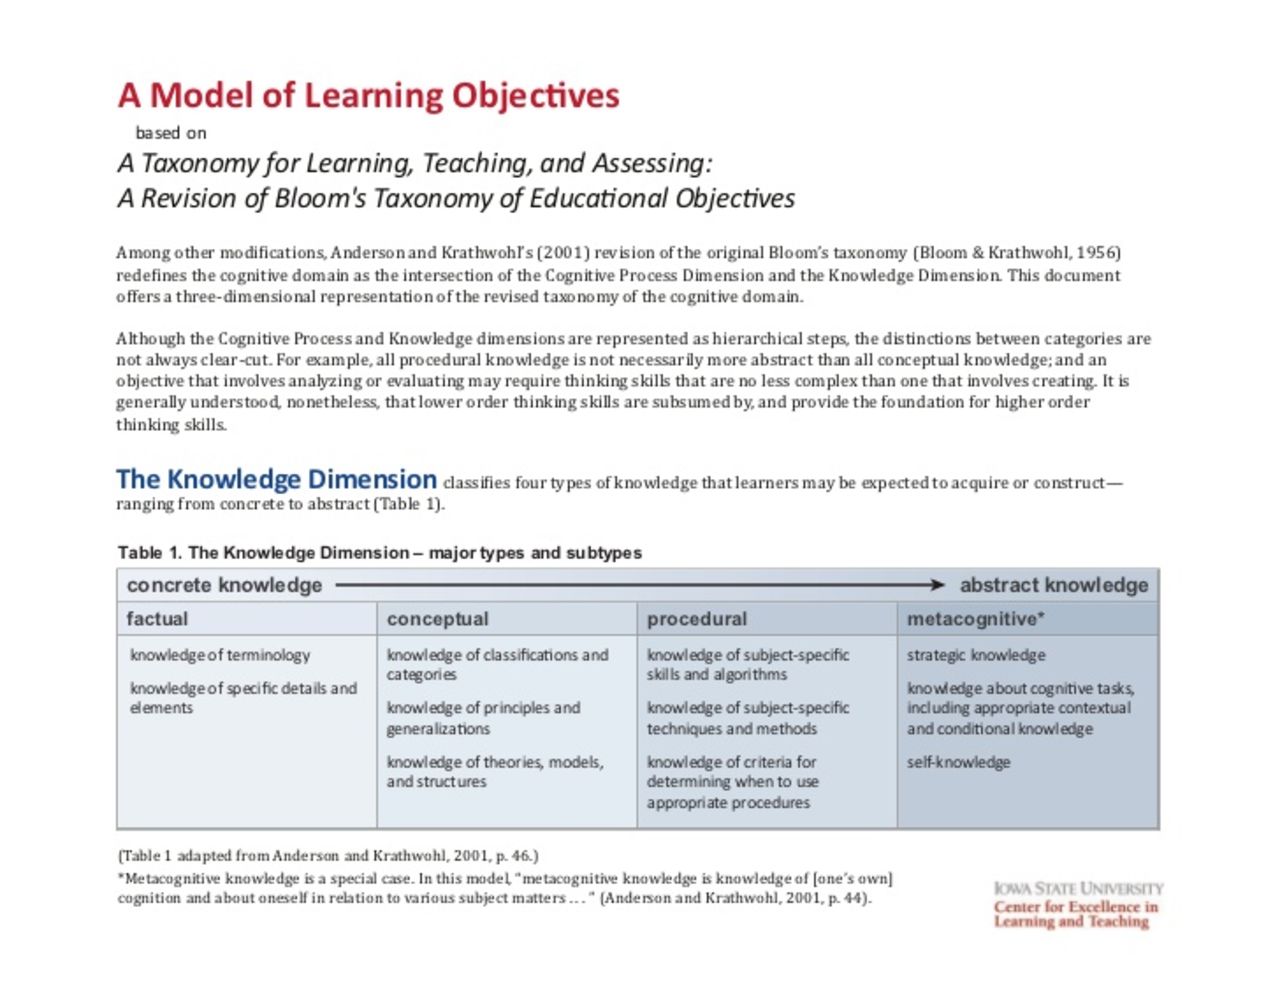 A Model of Learning Objectives
based on
A Taxonomy for Learning, Teaching, and Assessing:
A Revision of Bloom's Taxonomy of Educational Objectives
Among other modifications, Anderson and Krathwohl's (2001) revision of the original Bloom's taxonomy (Bloom & Krathwohl, 1956)
redefines the cognitive domain as the intersection of the Cognitive Process Dimension and the Knowledge Dimension. This document
offers a three-dimensional representation of the revised taxonomy of the cognitive domain.
Although the Cognitive Process and Knowledge dimensions are represented as hierarchical steps, the distinctions between categories are
not always clear-cut. For example, all procedural knowledge is not necessarily more abstract than all conceptual knowledge; and an
objective that involves analyzing or evaluating may require thinking skills that are no less complex than one that involves creating. It is
generally understood, nonetheless, that lower order thinking skills are subsumed by, and provide the foundation for higher order
thinking skills.
The Knowledge Dimension classifies four types of knowledge that learners may be expected to acquire or construct—
ranging from concrete to abstract (Table 1).
Table 1. The Knowledge Dimension – major types and subtypes
concrete knowledge abstract knowledge
factual
knowledge of terminology
knowledge of specific details and
elements
conceptual
knowledge of classifications and
categories
knowledge of principles and
generalizations
knowledge of theories, models,
and structures
procedural
knowledge of subject-specific
skills and algorithms
knowledge of subject-specific
techniques and methods
knowledge of criteria for
determining when to use
appropriate procedures
metacognitive*
strategic knowledge
knowledge about cognitive tasks,
including appropriate contextual
and conditional knowledge
self-knowledge
(Table 1 adapted from Anderson and Krathwohl, 2001, p. 46.)
*Metacognitive knowledge is a special case. In this model, "metacognitive knowledge is knowledge of [one's own]
cognition and about oneself in relation to various subject matters . . . " (Anderson and Krathwohl, 2001, p. 44).
IOWA STATE UNIVERSITY
Center for Excellence in
Learning and Teaching